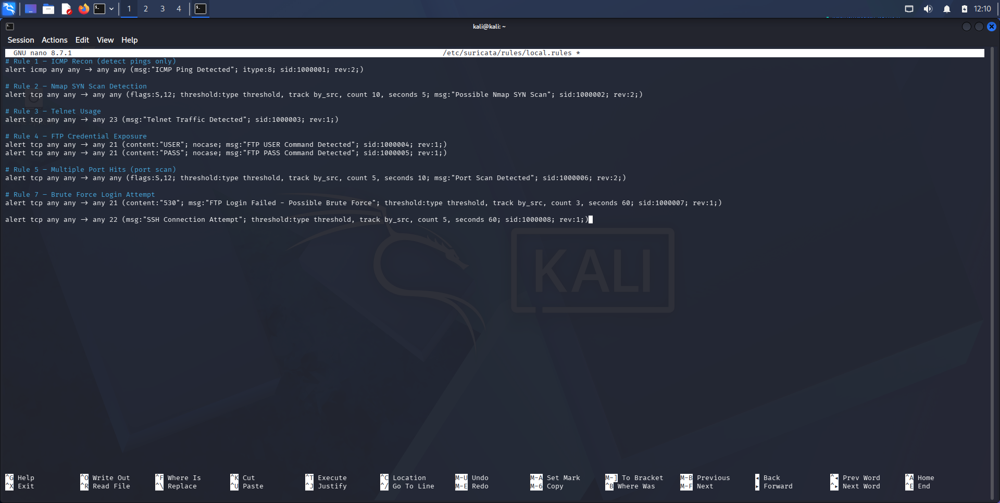 1 2 3 4
12:10
kali@kali: ~
Session Actions Edit View Help
GNU nano 8.7.1 /etc/suricata/rules/local.rules *
# Rule 1 – ICMP Recon (detect pings only)
alert icmp any any -> any any (msg:"ICMP Ping Detected"; itype:8; sid:1000001; rev:2;)
# Rule 2 – Nmap SYN Scan Detection
alert tcp any any -> any any (flags:S,12; threshold:type threshold, track by_src, count 10, seconds 5; msg:"Possible Nmap SYN Scan"; sid:1000002; rev:2;)
# Rule 3 – Telnet Usage
alert tcp any any -> any 23 (msg:"Telnet Traffic Detected"; sid:1000003; rev:1;)
# Rule 4 – FTP Credential Exposure
alert tcp any any -> any 21 (content:"USER"; nocase; msg:"FTP USER Command Detected"; sid:1000004; rev:1;)
alert tcp any any -> any 21 (content:"PASS"; nocase; msg:"FTP PASS Command Detected"; sid:1000005; rev:1;)
# Rule 5 – Multiple Port Hits (port scan)
alert tcp any any -> any any (flags:S,12; threshold:type threshold, track by_src, count 5, seconds 10; msg:"Port Scan Detected"; sid:1000006; rev:2;)
# Rule 7 – Brute Force Login Attempt
alert tcp any any -> any 21 (content:"530"; msg:"FTP Login Failed – Possible Brute Force"; threshold:type threshold, track by_src, count 3, seconds 60; sid:1000007; rev:1;)
alert tcp any any -> any 22 (msg:"SSH Connection Attempt"; threshold:type threshold, track by_src, count 5, seconds 60; sid:1000008; rev:1;)
KALI
^G Help ^O Write Out ^F Where Is ^K Cut ^T Execute ^C Location M-U Undo M-A Set Mark M-] To Bracket M-B Previous ◂ Back ^◂ Prev Word ^A Home
^X Exit ^R Read File ^\ Replace ^U Paste ^J Justify ^/ Go To Line M-E Redo M-6 Copy ^B Where Was M-F Next ▸ Forward ^▸ Next Word ^E End